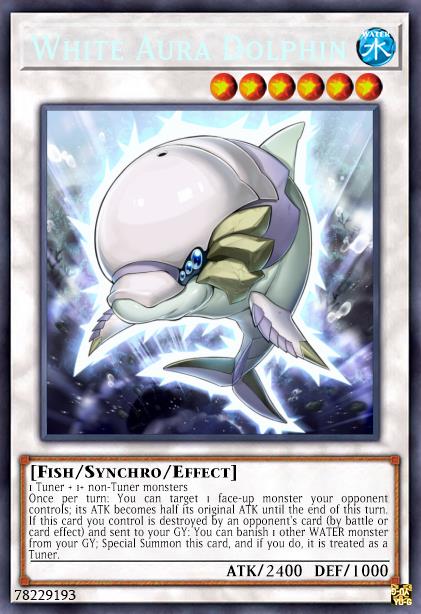 White Aura Dolphin
WATER
水
[Fish/Synchro/Effect]
1 Tuner + 1+ non-Tuner monsters
Once per turn: You can target 1 face-up monster your opponent
controls; its ATK becomes half its original ATK until the end of this turn.
If this card you control is destroyed by an opponent's card (by battle or
card effect) and sent to your GY: You can banish 1 other WATER monster
from your GY; Special Summon this card, and if you do, it is treated as a
Tuner.
ATK/2400 DEF/1000
78229193